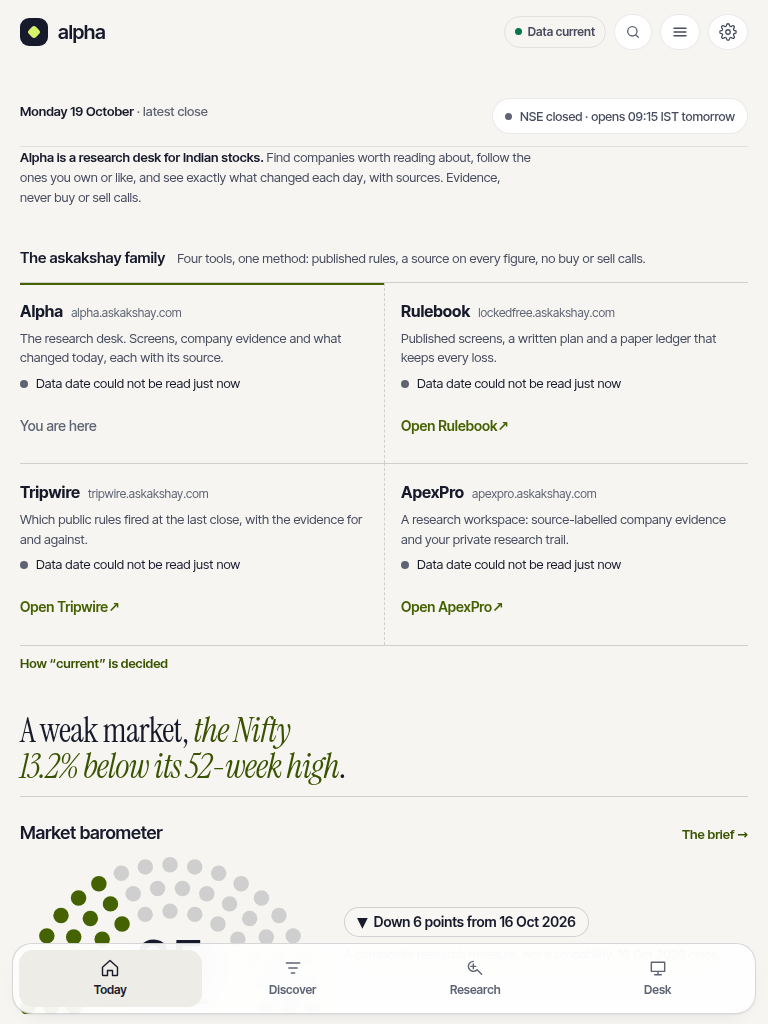 alpha
Data current
Monday 19 October · latest close
NSE closed · opens 09:15 IST tomorrow
Alpha is a research desk for Indian stocks. Find companies worth reading about, follow the
ones you own or like, and see exactly what changed each day, with sources. Evidence,
never buy or sell calls.
The askakshay family Four tools, one method: published rules, a source on every figure, no buy or sell calls.
Alpha alpha.askakshay.com
The research desk. Screens, company evidence and what
changed today, each with its source.
Data date could not be read just now
You are here
Rulebook lockedfree.askakshay.com
Published screens, a written plan and a paper ledger that
keeps every loss.
Data date could not be read just now
Open Rulebook↗
Tripwire tripwire.askakshay.com
Which public rules fired at the last close, with the evidence for
and against.
Data date could not be read just now
Open Tripwire↗
ApexPro apexpro.askakshay.com
A research workspace: source-labelled company evidence
and your private research trail.
Data date could not be read just now
Open ApexPro↗
How “current” is decided
A weak market, the Nifty
13.2% below its 52-week high.
Market barometer
The brief →
▼ Down 6 points from 16 Oct 2026
Today
Discover
Research
Desk